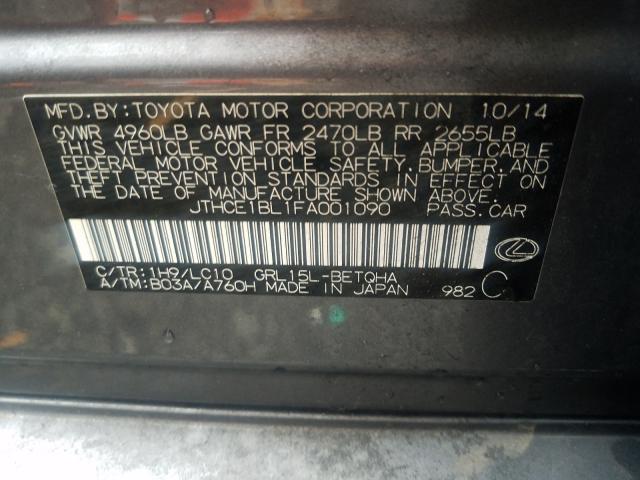 MFD.BY:TOYOTA MOTOR CORPORATION 10/14
GVWR 4960LB GAWR FR 2470LB RR 2655LB
THIS VEHICLE CONFORMS TO ALL APPLICABLE
FEDERAL MOTOR VEHICLE SAFETY,BUMPER,AND
THEFT PREVENTION STANDARDS IN EFFECT ON
THE DATE OF MANUFACTURE SHOWN ABOVE.
JTHCE1BL1FA001090 PASS.CAR
C/TR:1H9/LC10 GRL15L-BETQHA
A/TM:B03A/A760H MADE IN JAPAN 982 C